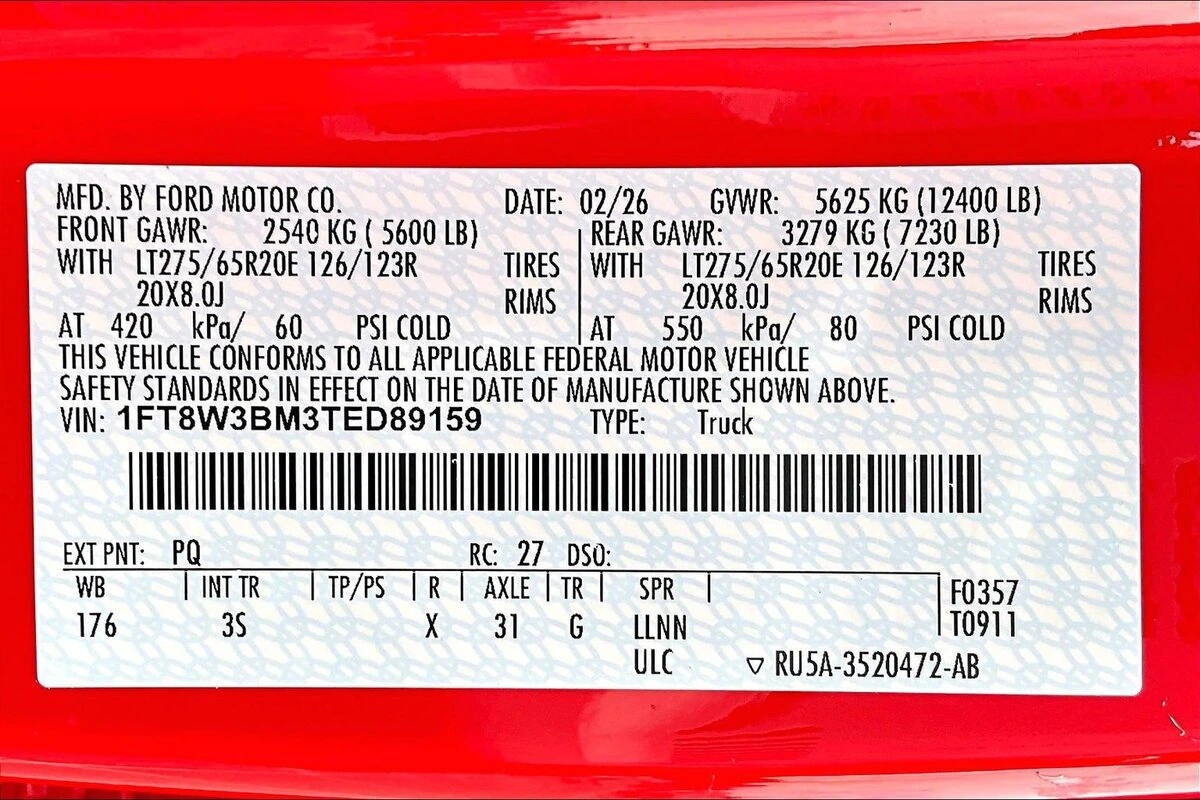 MFD. BY FORD MOTOR CO. DATE: 02/26 GVWR: 5625 KG (12400 LB)
FRONT GAWR: 2540 KG ( 5600 LB) REAR GAWR: 3279 KG ( 7230 LB)
WITH LT275/65R20E 126/123R TIRES WITH LT275/65R20E 126/123R TIRES
20X8.0J RIMS 20X8.0J RIMS
AT 420 kPa/ 60 PSI COLD AT 550 kPa/ 80 PSI COLD
THIS VEHICLE CONFORMS TO ALL APPLICABLE FEDERAL MOTOR VEHICLE
SAFETY STANDARDS IN EFFECT ON THE DATE OF MANUFACTURE SHOWN ABOVE.
VIN: 1FT8W3BM3TED89159 TYPE: Truck
EXT PNT: PQ RC: 27 DSO:
WB INT TR TP/PS R AXLE TR SPR F0357
176 3S X 31 G LLNN T0911
ULC ▽ RU5A-3520472-AB